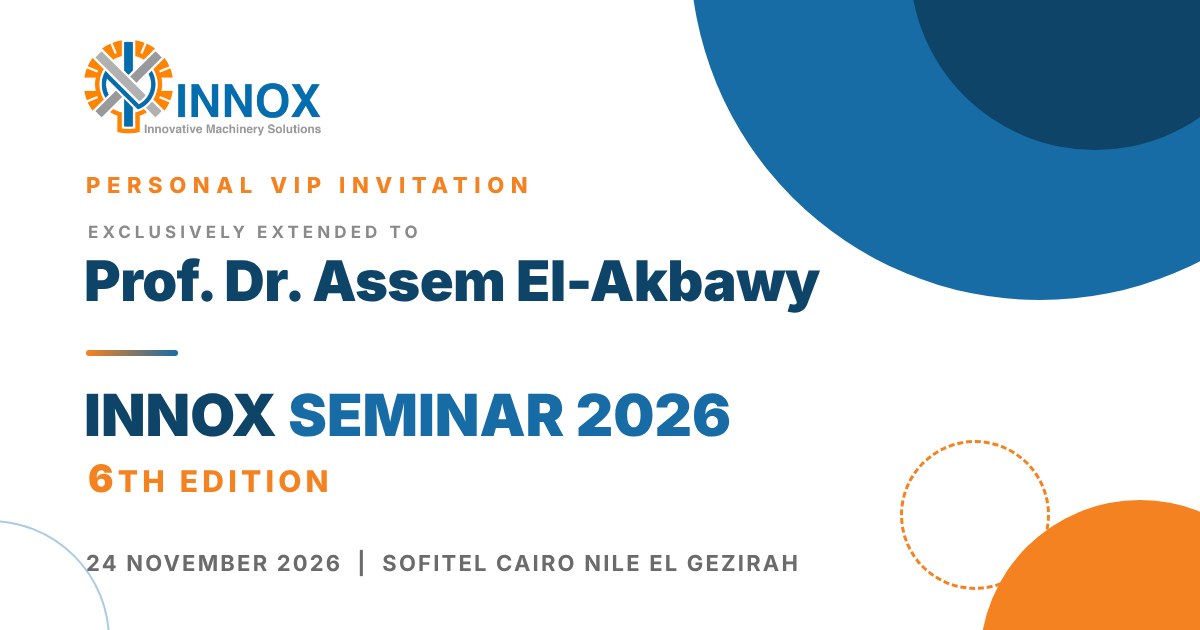 INNOX
Innovative Machinery Solutions
PERSONAL VIP INVITATION
EXCLUSIVELY EXTENDED TO
Prof. Dr. Assem El-Akbawy
INNOX SEMINAR 2026
6TH EDITION
24 NOVEMBER 2026 | SOFITEL CAIRO NILE EL GEZIRAH